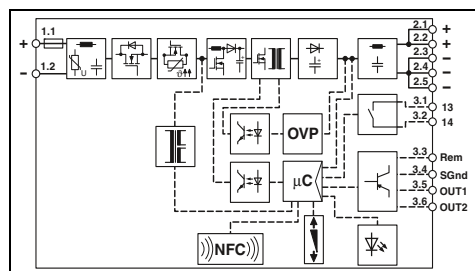 + 1.1
− 1.2
2.1 +
2.2 +
2.3 −
2.4 −
2.5 −
U
ϑ
OVP
µC
NFC
3.1 13
3.2 14
3.3 Rem
3.4 SGnd
3.5 OUT1
3.6 OUT2